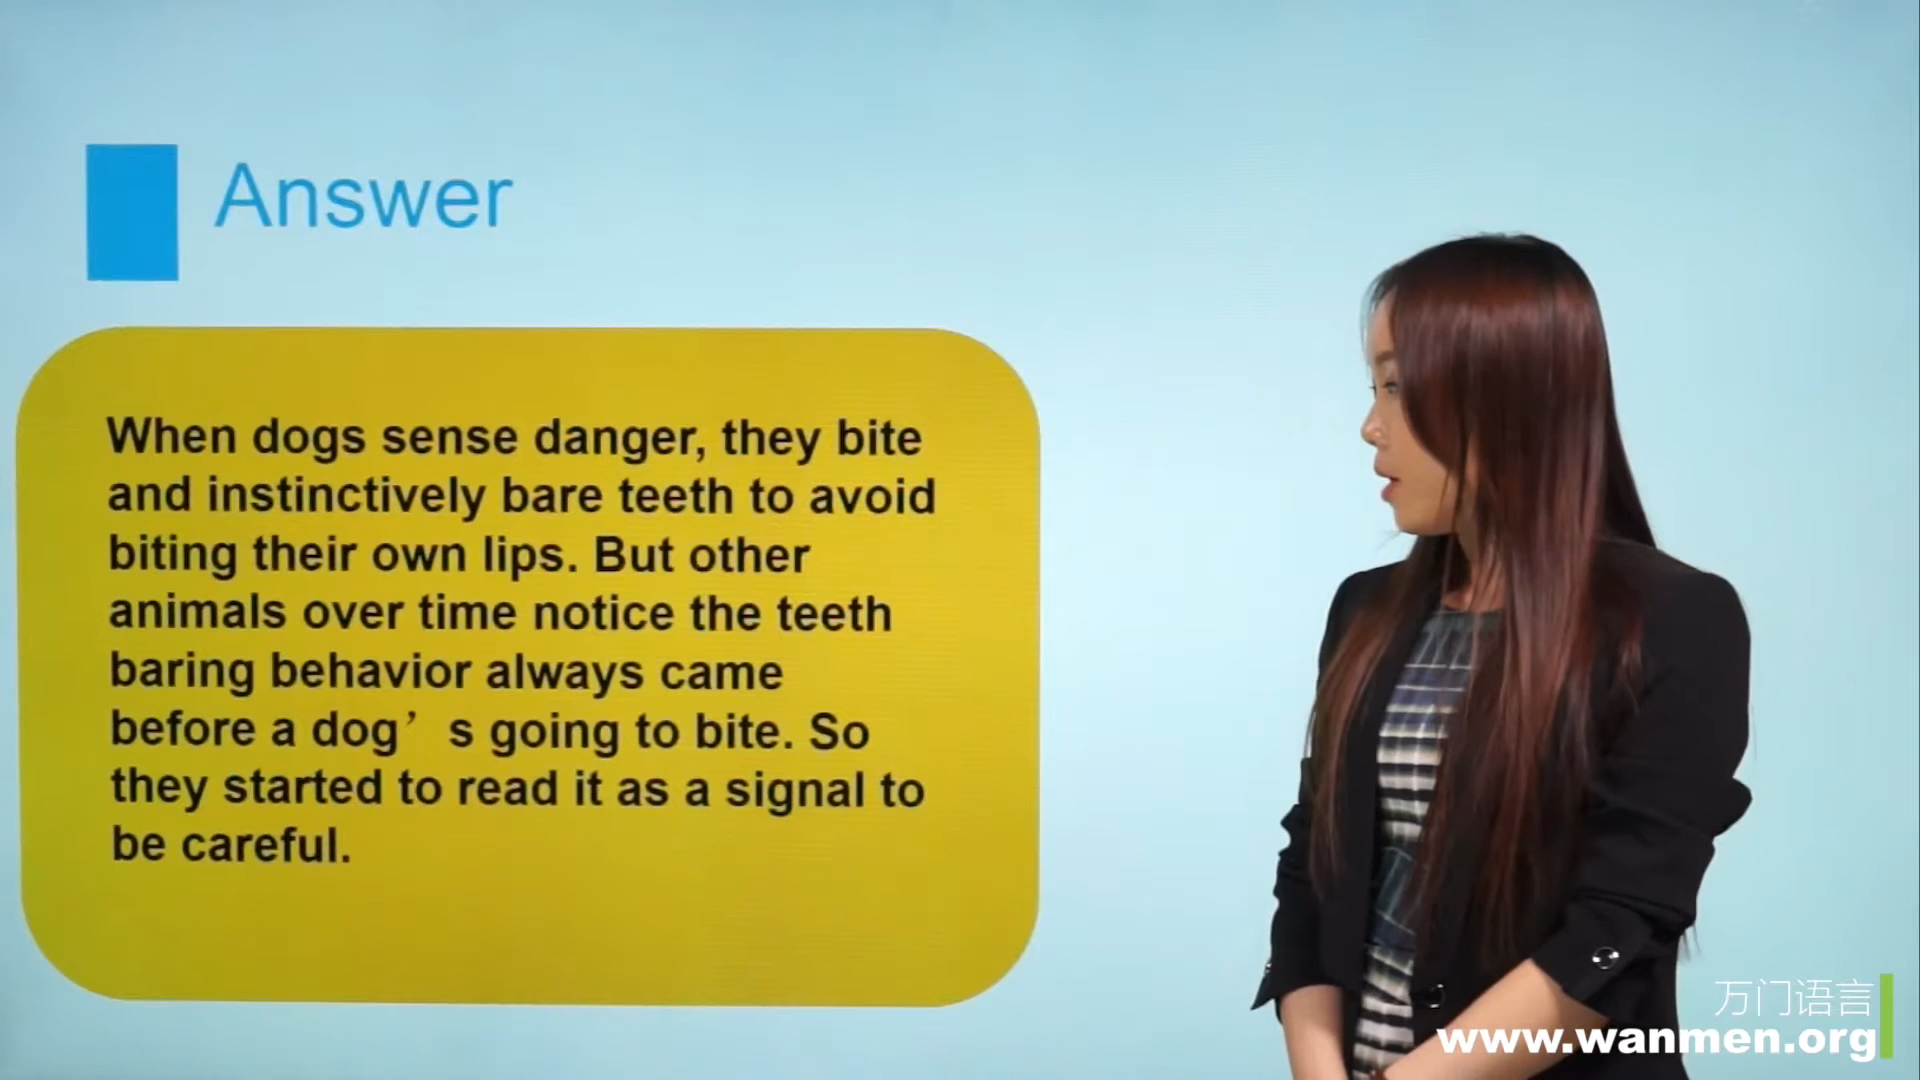 Answer
When dogs sense danger, they bite
and instinctively bare teeth to avoid
biting their own lips. But other
animals over time notice the teeth
baring behavior always came
before a dog’ s going to bite. So
they started to read it as a signal to
be careful.
万门语言
www.wanmen.org